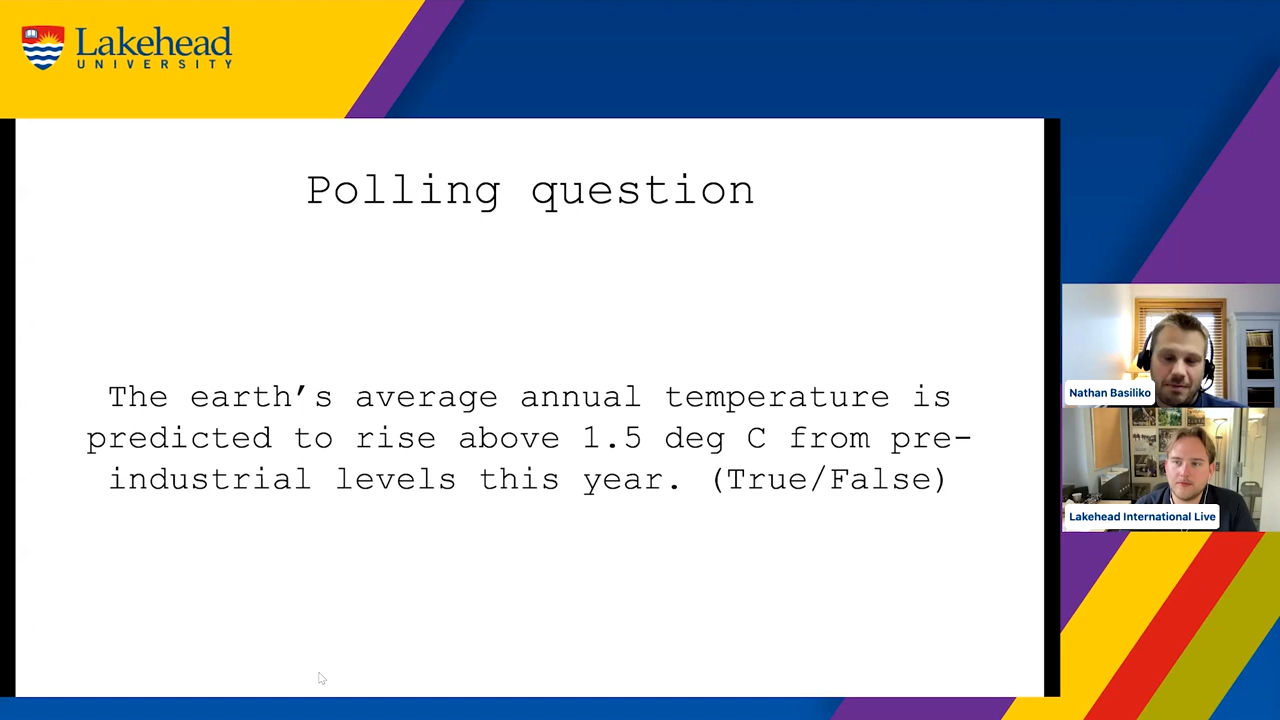 Lakehead
UNIVERSITY
Polling question
The earth’s average annual temperature is
predicted to rise above 1.5 deg C from pre-
industrial levels this year. (True/False)
Nathan Basiliko
Lakehead International Live